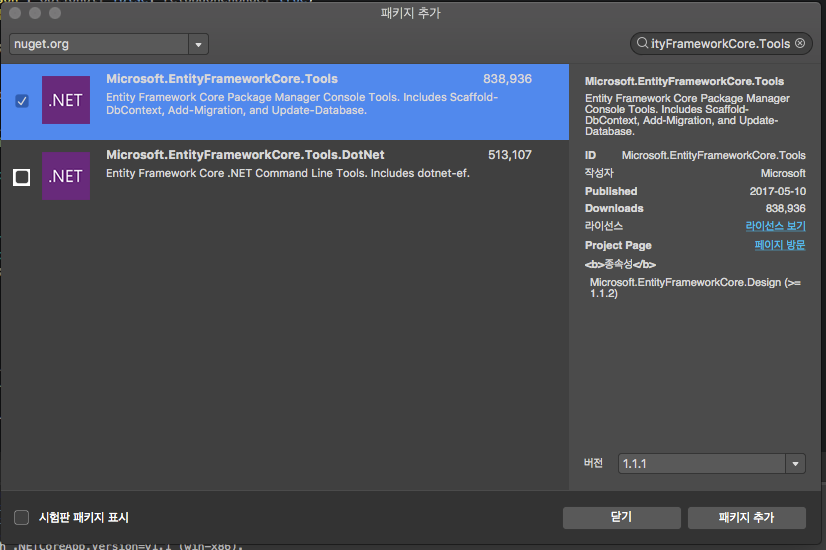 패키지 추가
nuget.org
ityFrameworkCore.Tools
.NET
Microsoft.EntityFrameworkCore.Tools 838,936
Entity Framework Core Package Manager Console Tools. Includes Scaffold-
DbContext, Add-Migration, and Update-Database.
.NET
Microsoft.EntityFrameworkCore.Tools.DotNet 513,107
Entity Framework Core .NET Command Line Tools. Includes dotnet-ef.
Microsoft.EntityFrameworkCore.Tools
Entity Framework Core Package Manager
Console Tools. Includes Scaffold-
DbContext, Add-Migration, and Update-
Database.
ID Microsoft.EntityFrameworkCore.Tools
작성자 Microsoft
Published 2017-05-10
Downloads 838,936
라이선스 라이선스 보기
Project Page 페이지 방문
<b>종속성</b>
Microsoft.EntityFrameworkCore.Design (>=
1.1.2)
버전 1.1.1
시험판 패키지 표시
닫기 패키지 추가
.NETCoreApp,Version=v1.1 (win-x86).